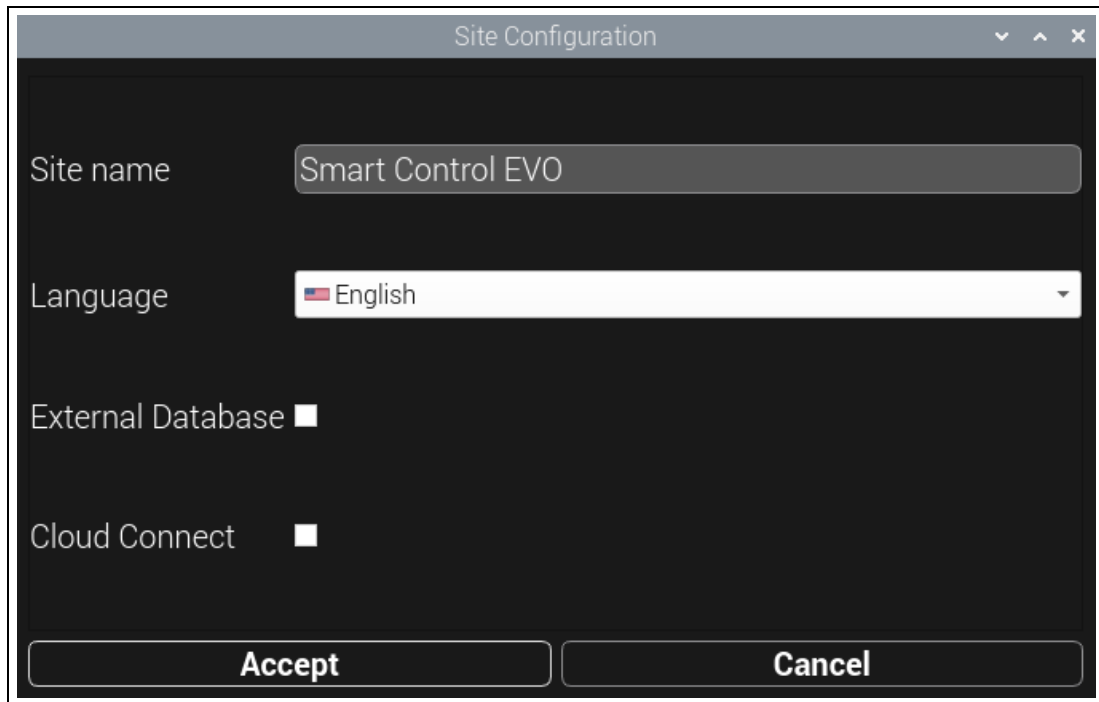 Site Configuration
Site name Smart Control EVO
Language English
External Database
Cloud Connect
Accept Cancel